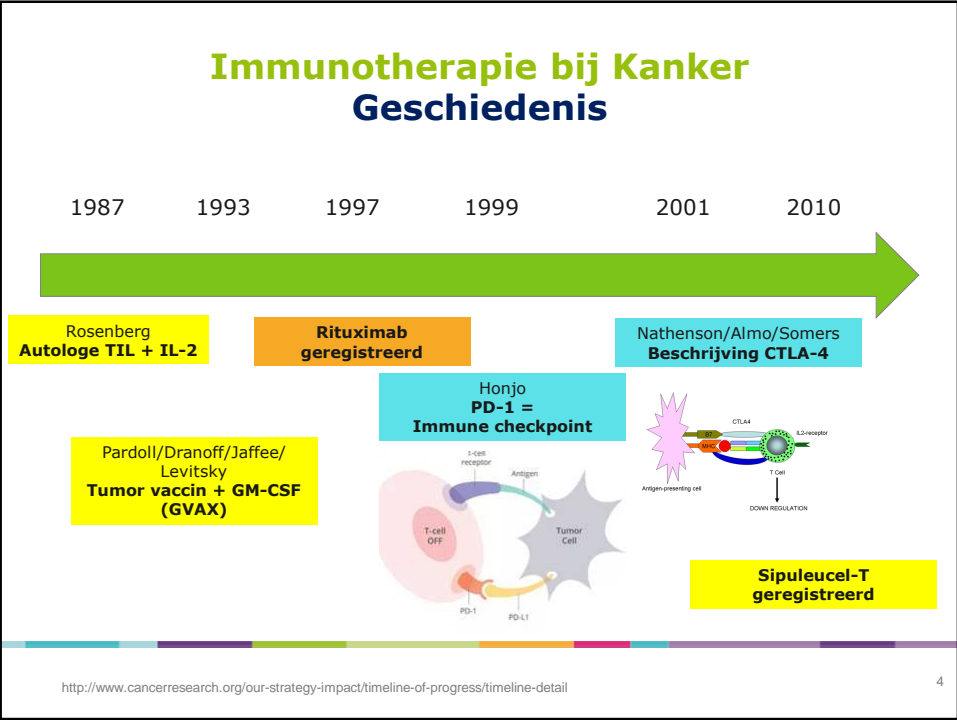 Immunotherapie bij Kanker
Geschiedenis
1987 1993 1997 1999 2001 2010
Rosenberg
Autologe TIL + IL-2
Rituximab
geregistreerd
Nathenson/Almo/Somers
Beschrijving CTLA-4
Honjo
PD-1 =
Immune checkpoint
Pardoll/Dranoff/Jaffee/
Levitsky
Tumor vaccin + GM-CSF
(GVAX)
t-cell
receptor
Antigen
T-cell
OFF
Tumor
Cell
PD-1
PD-L1
CTLA4
B7
IL2-receptor
MHC
T Cell
Antigen-presenting cell
DOWN REGULATION
Sipuleucel-T
geregistreerd
http://www.cancerresearch.org/our-strategy-impact/timeline-of-progress/timeline-detail
4